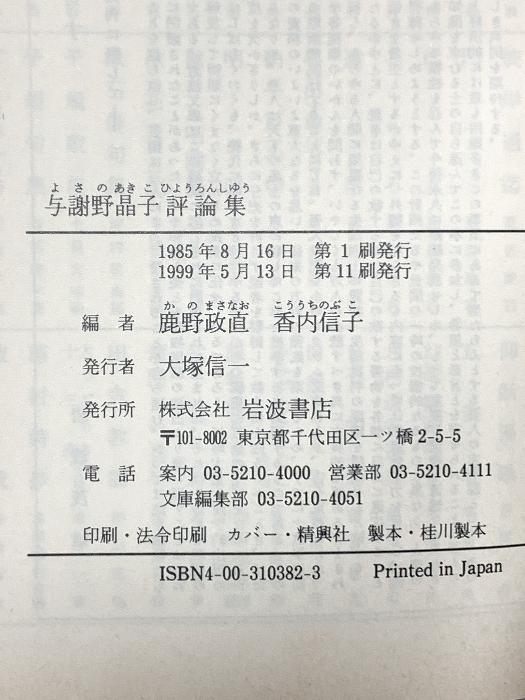 よさのあきこひょうろんしゆう
与謝野晶子評論集
1985年8月16日 第1刷発行
1999年5月13日 第11刷発行
かのまさなお こううちのぶこ
編者 鹿野政直 香内信子
発行者 大塚信一
発行所 株式会社 岩波書店
〒101-8002 東京都千代田区一ツ橋2-5-5
電話 案内 03-5210-4000 営業部 03-5210-4111
文庫編集部 03-5210-4051
印刷・法令印刷 カバー・精興社 製本・桂川製本
ISBN4-00-310382-3 Printed in Japan